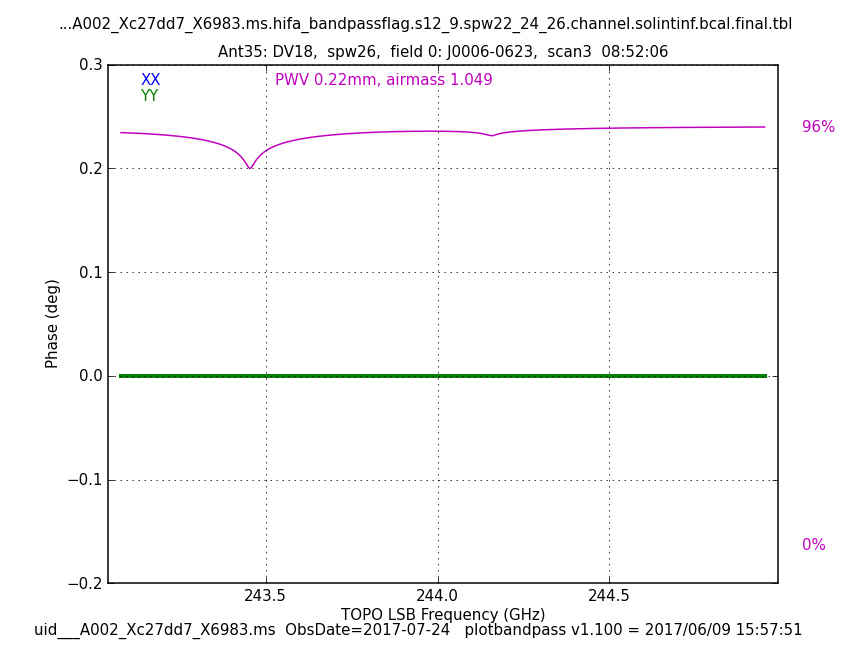 ...A002_Xc27dd7_X6983.ms.hifa_bandpassflag.s12_9.spw22_24_26.channel.solintinf.bcal.final.tbl
Ant35: DV18,  spw26,  field 0: J0006-0623,  scan3  08:52:06
0.3
XX
PWV 0.22mm, airmass 1.049
YY
96%
0.2
0.1
Phase (deg)
0.0
−0.1
0%
−0.2
243.5
244.0
244.5
TOPO LSB Frequency (GHz)
uid___A002_Xc27dd7_X6983.ms  ObsDate=2017-07-24   plotbandpass v1.100 = 2017/06/09 15:57:51